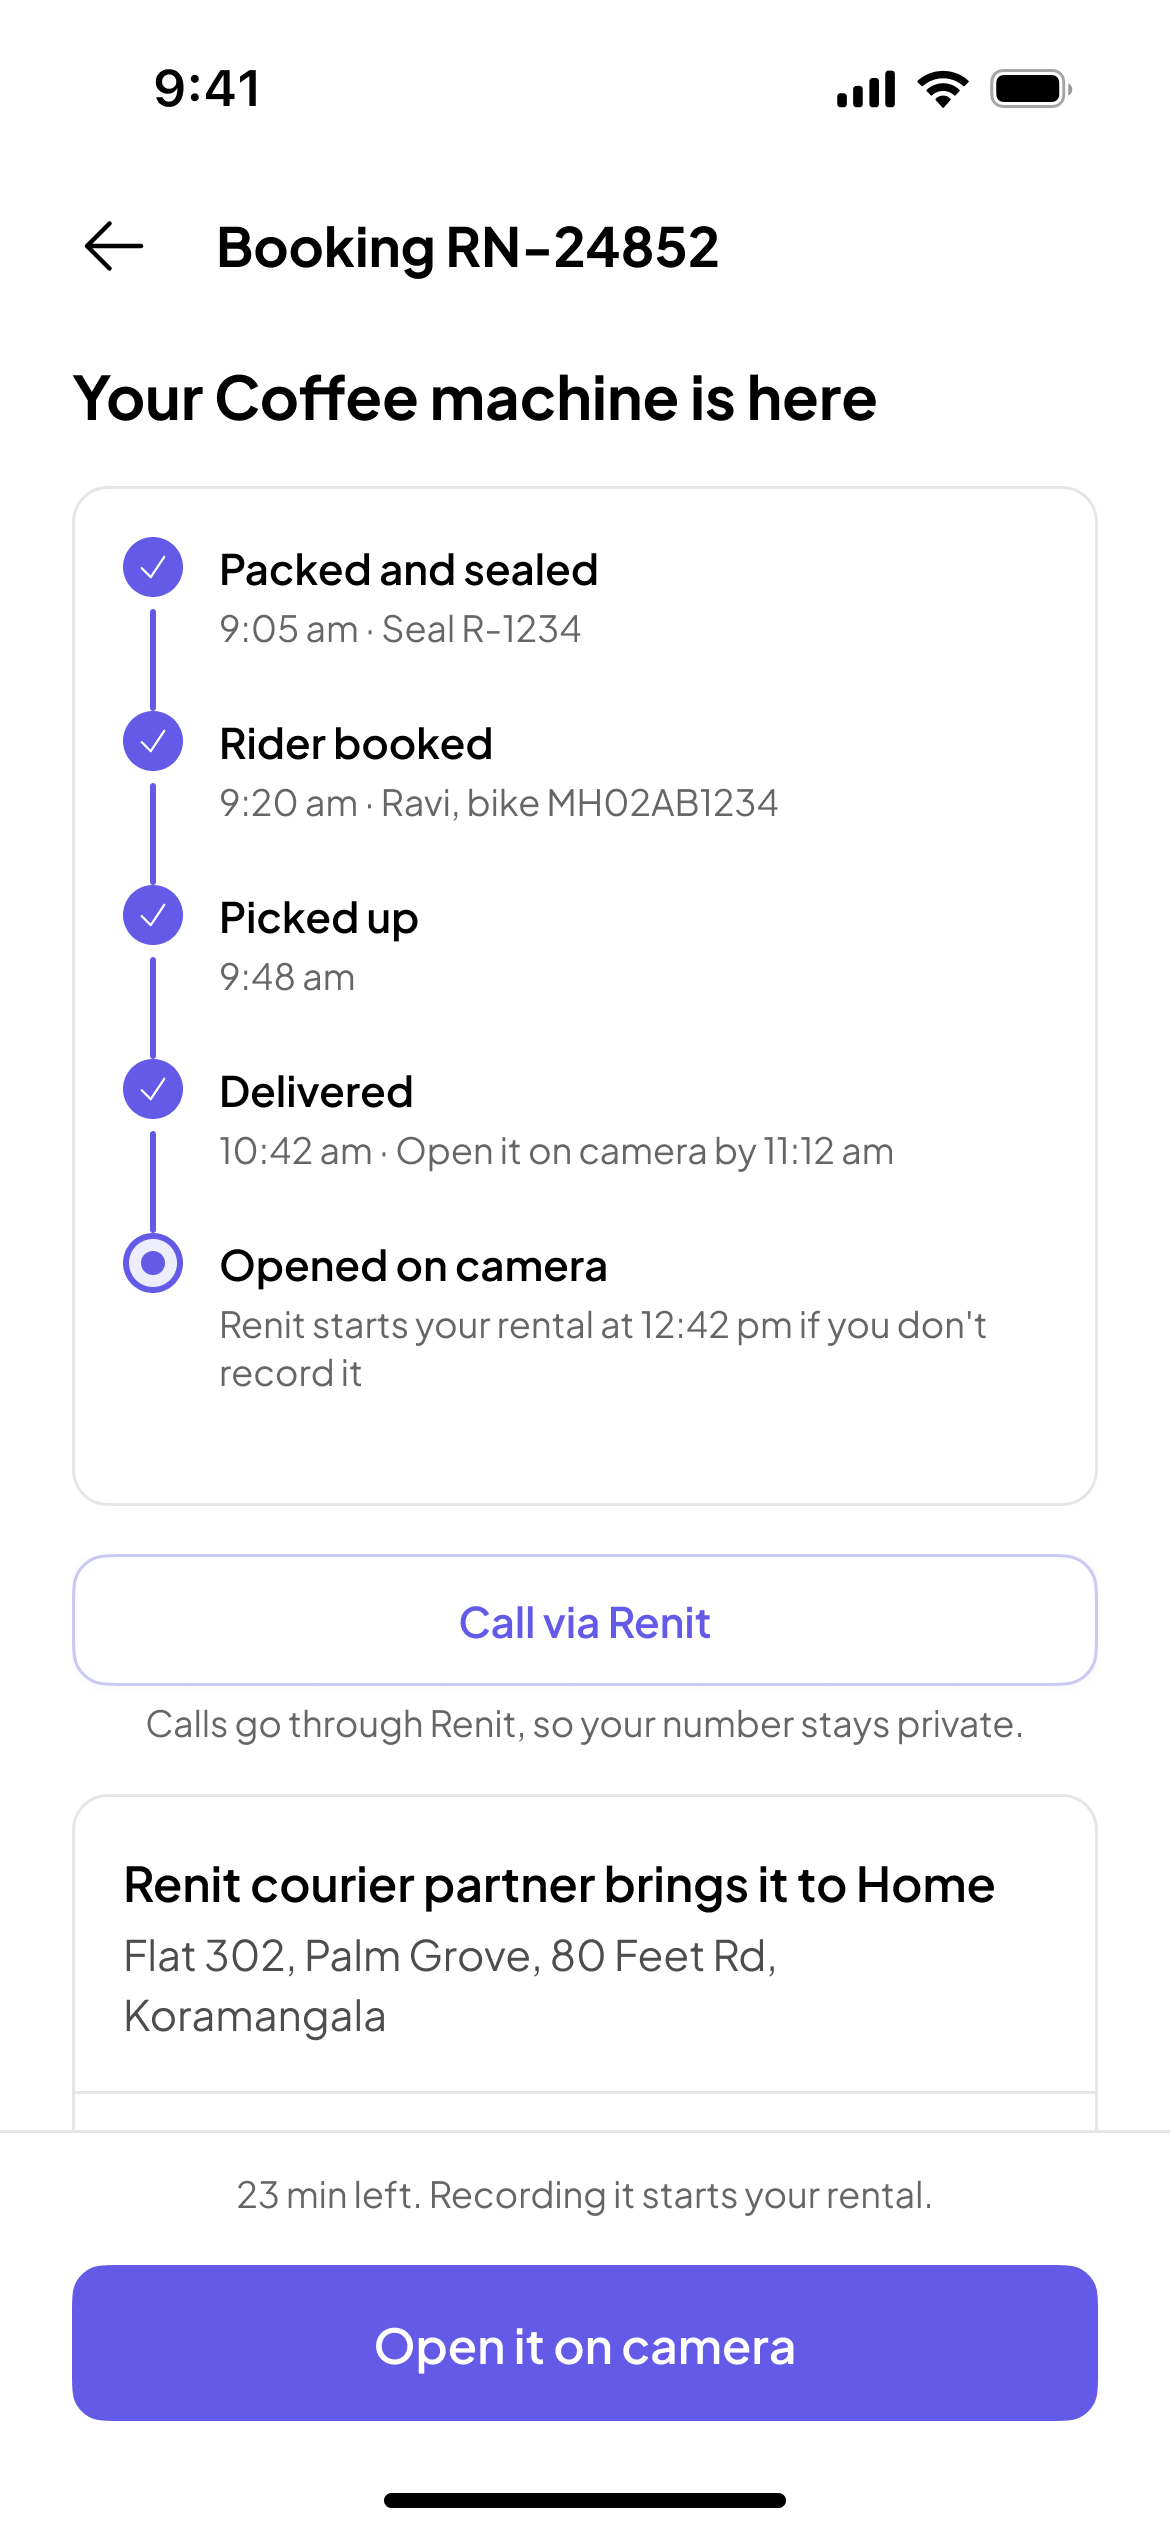 9:41
Booking RN-24852
Your Coffee machine is here
Packed and sealed
9:05 am · Seal R-1234
Rider booked
9:20 am · Ravi, bike MH02AB1234
Picked up
9:48 am
Delivered
10:42 am · Open it on camera by 11:12 am
Opened on camera
Renit starts your rental at 12:42 pm if you don't
record it
Call via Renit
Calls go through Renit, so your number stays private.
Renit courier partner brings it to Home
Flat 302, Palm Grove, 80 Feet Rd,
Koramangala
23 min left. Recording it starts your rental.
Open it on camera